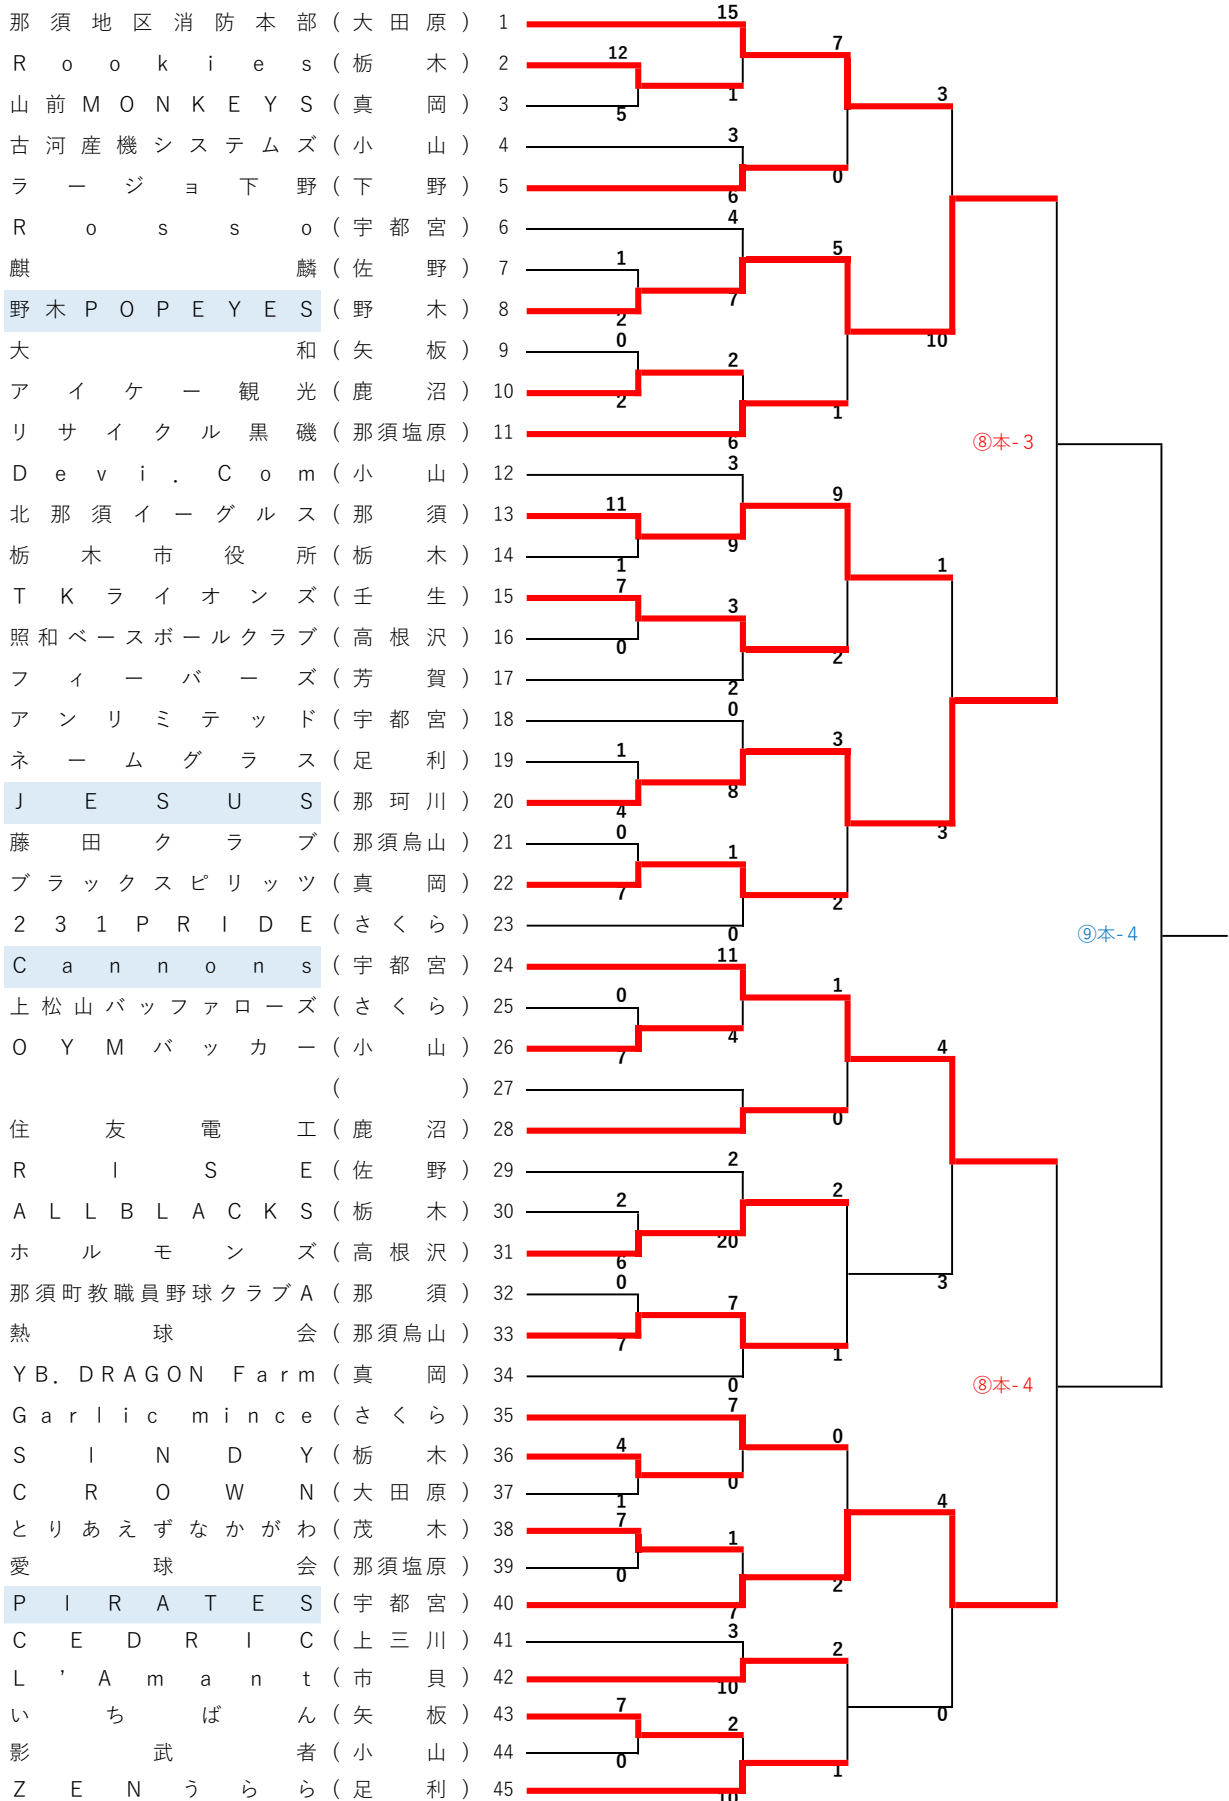 那須地区消防本部(大田原) 1
Rookies(栃木) 2
山前MONKEYS(真岡) 3
古河産機システムズ(小山) 4
ラージョ下野(下野) 5
Rosso(宇都宮) 6
麒麟(佐野) 7
野木POPEYES(野木) 8
大和(矢板) 9
アイケー観光(鹿沼) 10
リサイクル黒磯(那須塩原) 11
Devi.Com(小山) 12
北那須イーグルス(那須) 13
栃木市役所(栃木) 14
TKライオンズ(壬生) 15
照和ベースボールクラブ(高根沢) 16
フィーバーズ(芳賀) 17
アンリミテッド(宇都宮) 18
ネームグラス(足利) 19
JESUS(那珂川) 20
藤田クラブ(那須烏山) 21
ブラックスピリッツ(真岡) 22
231PRIDE(さくら) 23
Cannons(宇都宮) 24
上松山バッファローズ(さくら) 25
OYMバッカー(小山) 26
( ) 27
住友電工(鹿沼) 28
RISE(佐野) 29
ALLBLACKS(栃木) 30
ホルモンズ(高根沢) 31
那須町教職員野球クラブA(那須) 32
熱球会(那須烏山) 33
YB.DRAGON Farm(真岡) 34
Garlic mince(さくら) 35
SINDY(栃木) 36
CROWN(大田原) 37
とりあえずなかがわ(茂木) 38
愛球会(那須塩原) 39
PIRATES(宇都宮) 40
CEDRIC(上三川) 41
L'Amant(市貝) 42
いちばん(矢板) 43
影武者(小山) 44
ZENうらら(足利) 45
12
5
1
2
0
2
11
1
7
0
1
4
0
7
0
7
2
6
0
7
4
1
7
0
7
0
15
1
3
6
4
7
2
6
3
9
3
2
0
8
1
0
11
4
2
20
7
0
7
0
1
7
3
10
2
10
7
0
5
1
9
2
3
2
1
0
2
1
0
2
2
1
3
10
1
3
4
3
4
0
⑧本-3
⑧本-4
⑨本-4